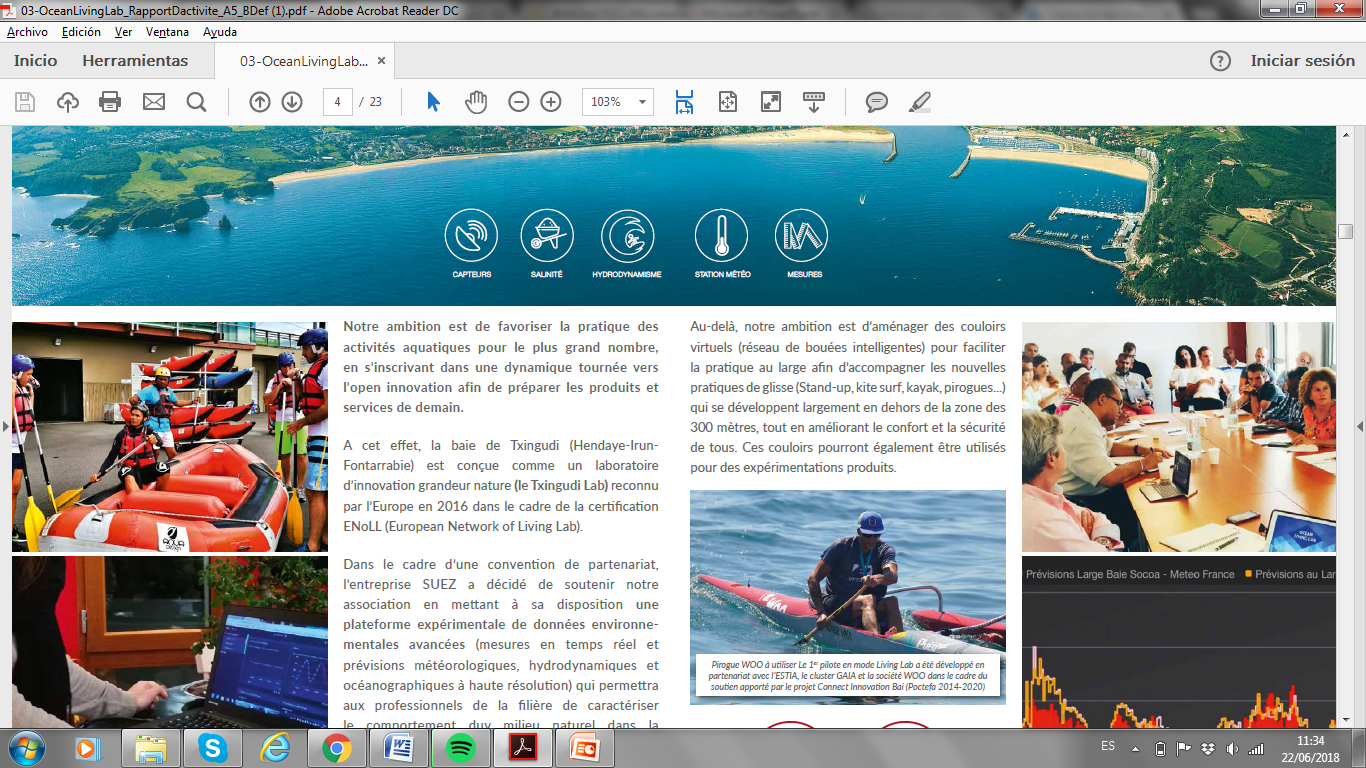 03-OceanLivingLab_RapportDactivite_A5_BDef (1).pdf - Adobe Acrobat Reader DC
Archivo Edición Ver Ventana Ayuda
Inicio Herramientas 03-OceanLivingLab... × ? Iniciar sesión
4 / 23 103%
CAPTEURS SALINITÉ HYDRODYNAMISME STATION MÉTÉO MESURES
Notre ambition est de favoriser la pratique des
activités aquatiques pour le plus grand nombre,
en s'inscrivant dans une dynamique tournée vers
l'open innovation afin de préparer les produits et
services de demain.
A cet effet, la baie de Txingudi (Hendaye-Irun-
Fontarrabie) est conçue comme un laboratoire
d'innovation grandeur nature (le Txingudi Lab) reconnu
par l'Europe en 2016 dans le cadre de la certification
ENoLL (European Network of Living Lab).
Dans le cadre d'une convention de partenariat,
l'entreprise SUEZ a décidé de soutenir notre
association en mettant à sa disposition une
plateforme expérimentale de données environne-
mentales avancées (mesures en temps réel et
prévisions météorologiques, hydrodynamiques et
océanographiques à haute résolution) qui permettra
aux professionnels de la filière de caractériser
le comportement duy milieu naturel dans la
Au-delà, notre ambition est d'aménager des couloirs
virtuels (réseau de bouées intelligentes) pour faciliter
la pratique au large afin d'accompagner les nouvelles
pratiques de glisse (Stand-up, kite surf, kayak, pirogues...)
qui se développent largement en dehors de la zone des
300 mètres, tout en améliorant le confort et la sécurité
de tous. Ces couloirs pourront également être utilisés
pour des expérimentations produits.
Pirogue WOO à utiliser Le 1er pilote en mode Living Lab a été développé en
partenariat avec l'ESTIA, le cluster GAIA et la société WOO dans le cadre du
soutien apporté par le projet Connect Innovation Bai (Poctefa 2014-2020)
AQUA
Design
WOO
OCEAN
LIVING LAB
Prévisions Large Baie Socoa - Meteo France Prévisions au Lar
ES 11:34
22/06/2018